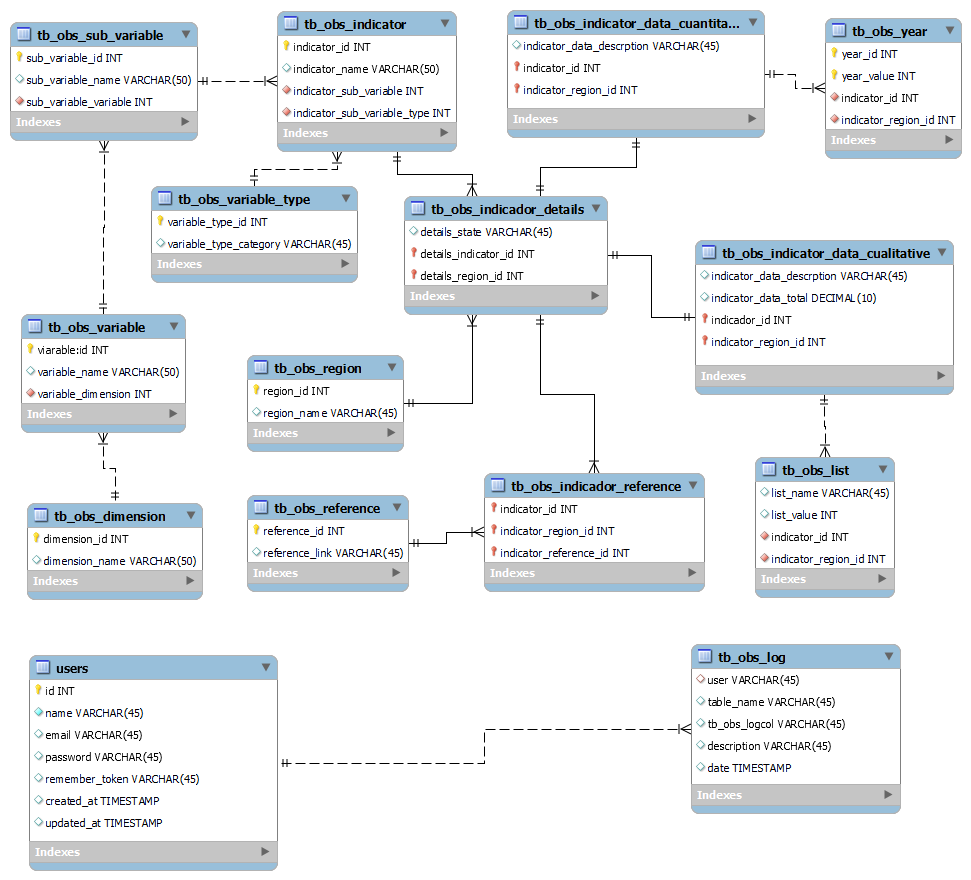 tb_obs_sub_variable
sub_variable_id INT
sub_variable_name VARCHAR(50)
sub_variable_variable INT
Indexes
tb_obs_indicator
indicator_id INT
indicator_name VARCHAR(50)
indicator_sub_variable INT
indicator_sub_variable_type INT
Indexes
tb_obs_indicator_data_cuantita...
indicator_data_descrption VARCHAR(45)
indicator_id INT
indicator_region_id INT
Indexes
tb_obs_year
year_id INT
year_value INT
indicator_id INT
indicator_region_id INT
Indexes
tb_obs_variable_type
variable_type_id INT
variable_type_category VARCHAR(45)
Indexes
tb_obs_indicador_details
details_state VARCHAR(45)
details_indicator_id INT
details_region_id INT
Indexes
tb_obs_indicator_data_cualitative
indicator_data_descrption VARCHAR(45)
indicator_data_total DECIMAL(10)
indicador_id INT
indicator_region_id INT
Indexes
tb_obs_variable
viarable:id INT
variable_name VARCHAR(50)
variable_dimension INT
Indexes
tb_obs_region
region_id INT
region_name VARCHAR(45)
Indexes
tb_obs_dimension
dimension_id INT
dimension_name VARCHAR(50)
Indexes
tb_obs_reference
reference_id INT
reference_link VARCHAR(45)
Indexes
tb_obs_indicador_reference
indicator_id INT
indicator_region_id INT
indicator_reference_id INT
Indexes
tb_obs_list
list_name VARCHAR(45)
list_value INT
indicator_id INT
indicator_region_id INT
Indexes
users
id INT
name VARCHAR(45)
email VARCHAR(45)
password VARCHAR(45)
remember_token VARCHAR(45)
created_at TIMESTAMP
updated_at TIMESTAMP
Indexes
tb_obs_log
user VARCHAR(45)
table_name VARCHAR(45)
tb_obs_logcol VARCHAR(45)
description VARCHAR(45)
date TIMESTAMP
Indexes